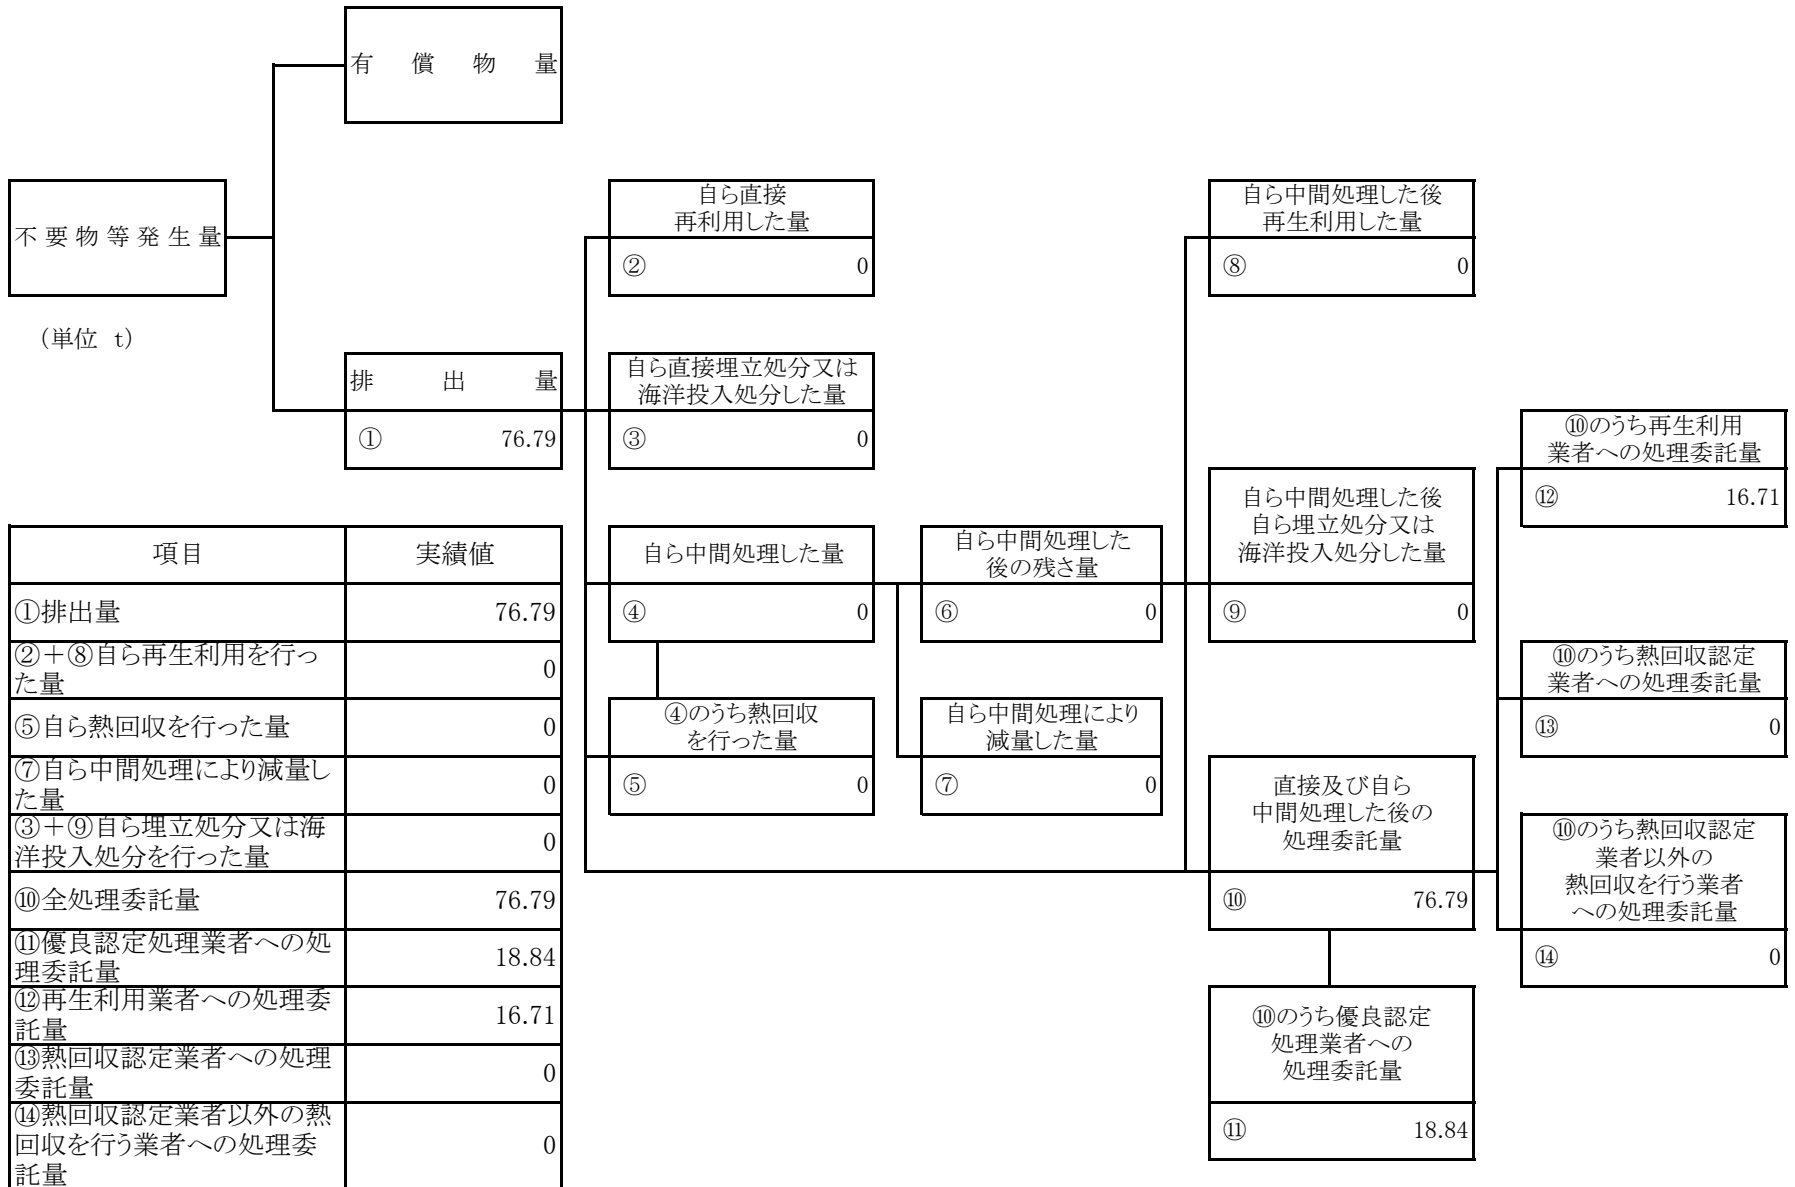 有償物量
不要物等発生量
(単位 t)
排出量
① 76.79
自ら直接
再利用した量
② 0
自ら直接埋立処分又は
海洋投入処分した量
③ 0
自ら中間処理した量
④ 0
④のうち熱回収
を行った量
⑤ 0
自ら中間処理した
後の残さ量
⑥ 0
自ら中間処理により
減量した量
⑦ 0
自ら中間処理した後
再生利用した量
⑧ 0
自ら中間処理した後
自ら埋立処分又は
海洋投入処分した量
⑨ 0
直接及び自ら
中間処理した後の
処理委託量
⑩ 76.79
⑩のうち優良認定
処理業者への
処理委託量
⑪ 18.84
⑩のうち再生利用
業者への処理委託量
⑫ 16.71
⑩のうち熱回収認定
業者への処理委託量
⑬ 0
⑩のうち熱回収認定
業者以外の
熱回収を行う業者
への処理委託量
⑭ 0
項目 実績値
①排出量 76.79
②+⑧自ら再生利用を行っ
た量 0
⑤自ら熱回収を行った量 0
⑦自ら中間処理により減量し
た量 0
③+⑨自ら埋立処分又は海
洋投入処分を行った量 0
⑩全処理委託量 76.79
⑪優良認定処理業者への処
理委託量 18.84
⑫再生利用業者への処理委
託量 16.71
⑬熱回収認定業者への処理
委託量 0
⑭熱回収認定業者以外の熱
回収を行う業者への処理委
託量 0